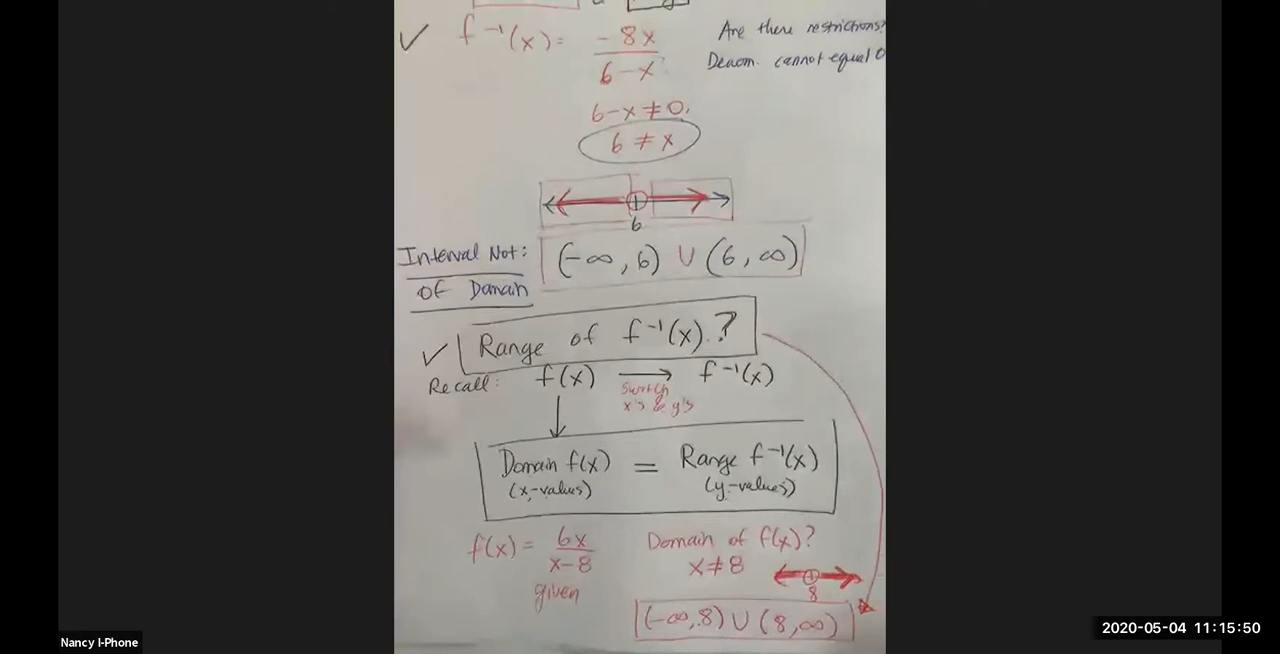 ✓ f⁻¹(x) = -8x / 6-x
Are there restrictions?
Denom. cannot equal 0
6-x ≠ 0.
6 ≠ x
6
Interval Not: (-∞, 6) ∪ (6, ∞)
Of Domain
✓ Range of f⁻¹(x)?
Recall: f(x) → f⁻¹(x)
Switch
x's & y's
Domain f(x) = Range f⁻¹(x)
(x-values) (y-values)
f(x) = 6x / x-8
given
Domain of f(x)?
x ≠ 8
8
(-∞, 8) ∪ (8, ∞)
2020-05-04 11:15:50
Nancy I-Phone